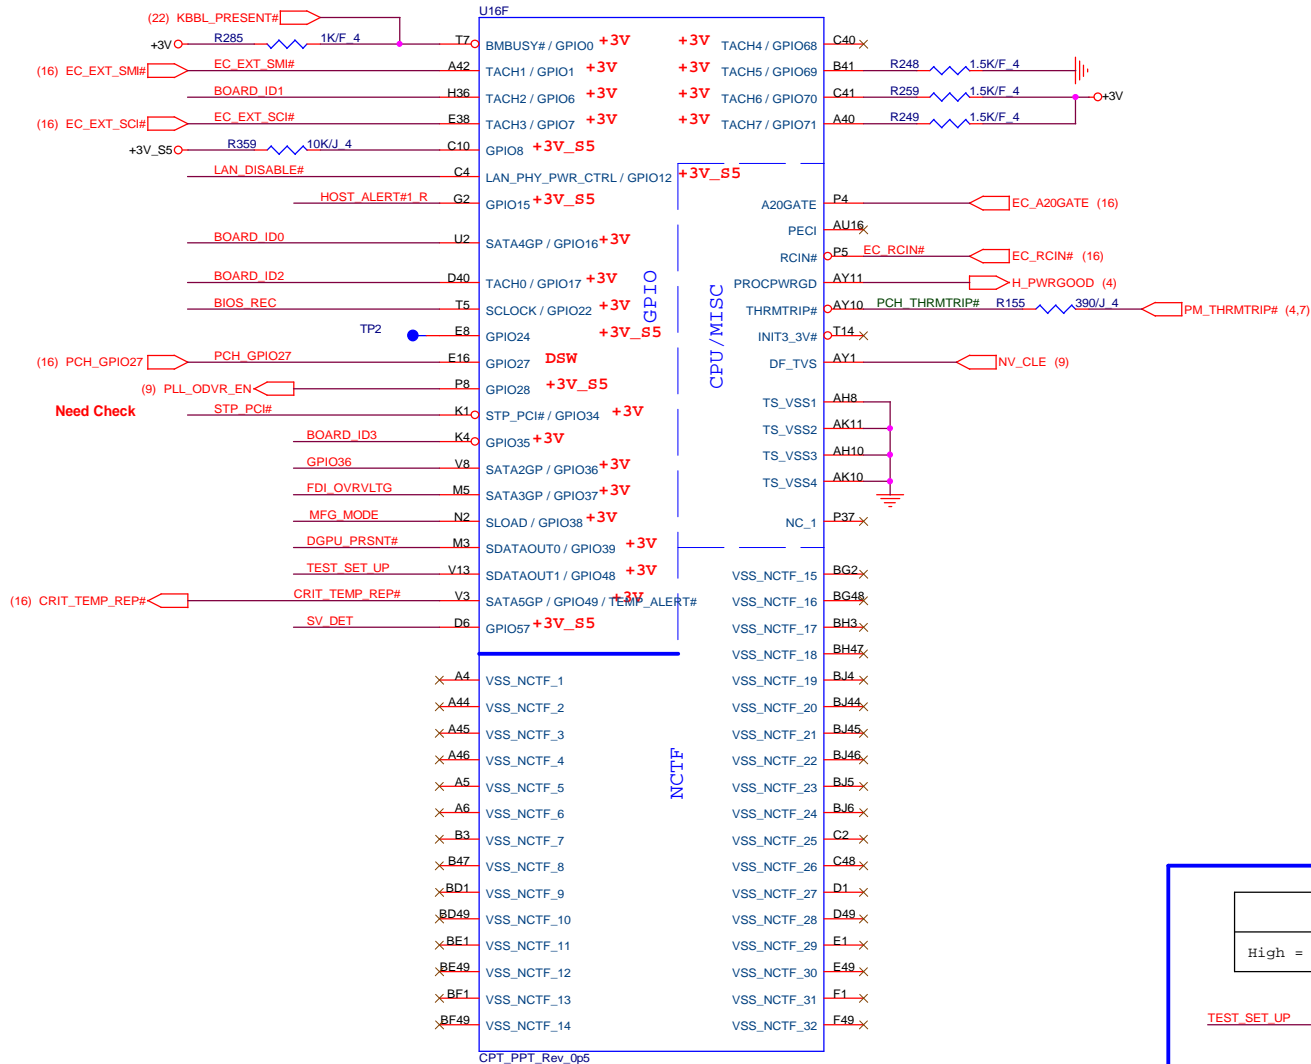 U16F
(22) KBBL_PRESENT#
+3V R285 1K/F_4 T7 BMBUSY# / GPIO0 +3V
(16) EC_EXT_SMI# EC_EXT_SMI# A42 TACH1 / GPIO1 +3V
BOARD_ID1 H36 TACH2 / GPIO6 +3V
(16) EC_EXT_SCI# EC_EXT_SCI# E38 TACH3 / GPIO7 +3V
+3V_S5 R359 10K/J_4 C10 GPIO8 +3V_S5
LAN_DISABLE# C4 LAN_PHY_PWR_CTRL / GPIO12 +3V_S5
HOST_ALERT#1_R G2 GPIO15 +3V_S5
BOARD_ID0 U2 SATA4GP / GPIO16 +3V
BOARD_ID2 D40 TACH0 / GPIO17 +3V
BIOS_REC T5 SCLOCK / GPIO22 +3V
TP2 E8 GPIO24 +3V_S5
(16) PCH_GPIO27 PCH_GPIO27 E16 GPIO27 DSW
(9) PLL_ODVR_EN P8 GPIO28 +3V_S5
Need Check STP_PCI# K1 STP_PCI# / GPIO34 +3V
BOARD_ID3 K4 GPIO35 +3V
GPIO36 V8 SATA2GP / GPIO36 +3V
FDI_OVRVLTG M5 SATA3GP / GPIO37 +3V
MFG_MODE N2 SLOAD / GPIO38 +3V
DGPU_PRSNT# M3 SDATAOUT0 / GPIO39 +3V
TEST_SET_UP V13 SDATAOUT1 / GPIO48 +3V
(16) CRIT_TEMP_REP# CRIT_TEMP_REP# V3 SATA5GP / GPIO49 / TEMP_ALERT# +3V
SV_DET D6 GPIO57 +3V_S5
A4 VSS_NCTF_1
A44 VSS_NCTF_2
A45 VSS_NCTF_3
A46 VSS_NCTF_4
A5 VSS_NCTF_5
A6 VSS_NCTF_6
B3 VSS_NCTF_7
B47 VSS_NCTF_8
BD1 VSS_NCTF_9
BD49 VSS_NCTF_10
BE1 VSS_NCTF_11
BE49 VSS_NCTF_12
BF1 VSS_NCTF_13
BF49 VSS_NCTF_14
GPIO
CPU/MISC
NCTF
+3V TACH4 / GPIO68 C40
+3V TACH5 / GPIO69 B41 R248 1.5K/F_4
+3V TACH6 / GPIO70 C41 R259 1.5K/F_4 +3V
+3V TACH7 / GPIO71 A40 R249 1.5K/F_4
A20GATE P4 EC_A20GATE (16)
PECI AU16
RCIN# P5 EC_RCIN# EC_RCIN# (16)
PROCPWRGD AY11 H_PWRGOOD (4)
THRMTRIP# AY10 PCH_THRMTRIP# R155 390/J_4 PM_THRMTRIP# (4,7)
INIT3_3V# T14
DF_TVS AY1 NV_CLE (9)
TS_VSS1 AH8
TS_VSS2 AK11
TS_VSS3 AH10
TS_VSS4 AK10
NC_1 P37
VSS_NCTF_15 BG2
VSS_NCTF_16 BG48
VSS_NCTF_17 BH3
VSS_NCTF_18 BH47
VSS_NCTF_19 BJ4
VSS_NCTF_20 BJ44
VSS_NCTF_21 BJ45
VSS_NCTF_22 BJ46
VSS_NCTF_23 BJ5
VSS_NCTF_24 BJ6
VSS_NCTF_25 C2
VSS_NCTF_26 C48
VSS_NCTF_27 D1
VSS_NCTF_28 D49
VSS_NCTF_29 E1
VSS_NCTF_30 E49
VSS_NCTF_31 F1
VSS_NCTF_32 F49
CPT_PPT_Rev_0p5
High =
TEST_SET_UP